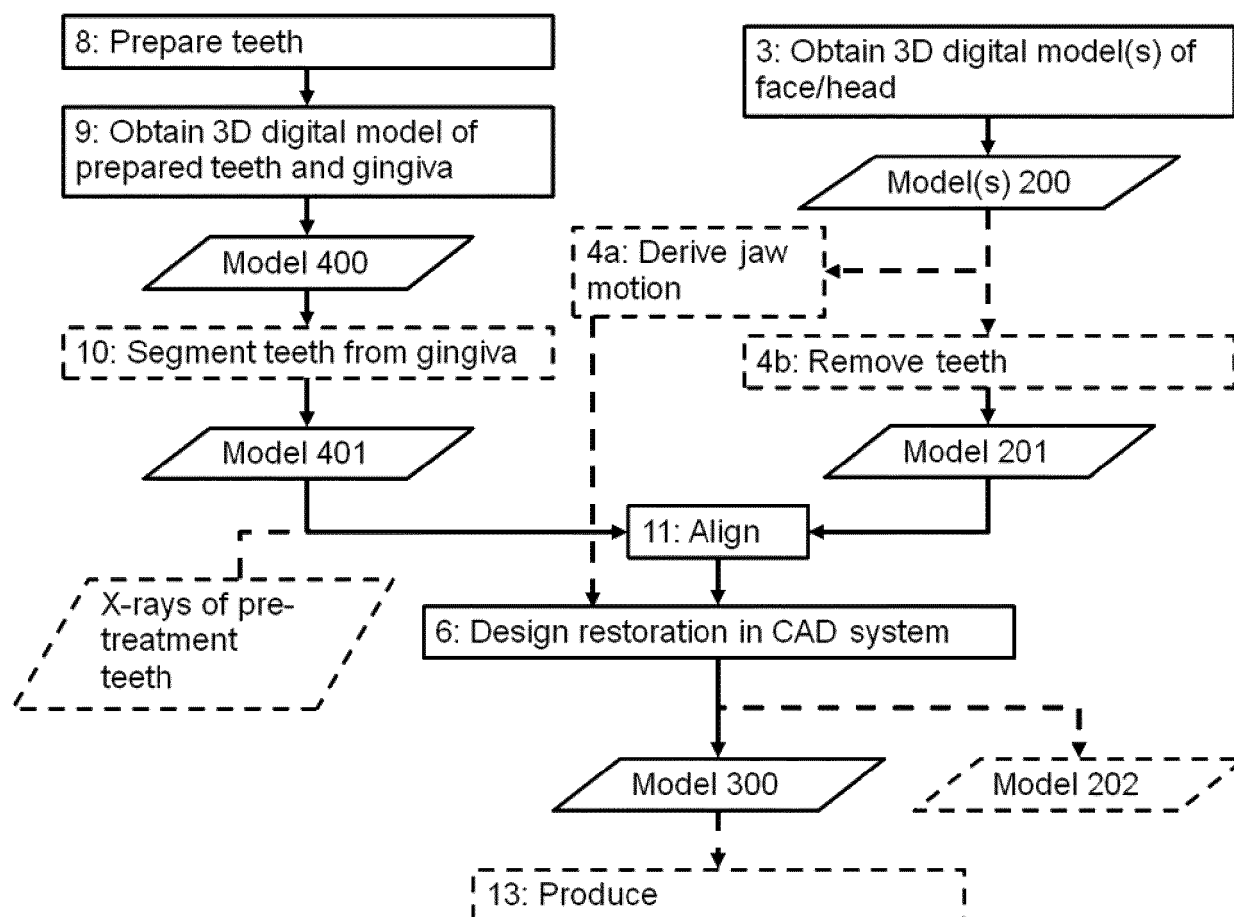 8: Prepare teeth
3: Obtain 3D digital model(s) of
face/head
9: Obtain 3D digital model of
prepared teeth and gingiva
Model(s) 200
Model 400
4a: Derive jaw
motion
10: Segment teeth from gingiva
4b: Remove teeth
Model 401
Model 201
11: Align
X-rays of pre-
treatment
teeth
6: Design restoration in CAD system
Model 300
Model 202
13: Produce